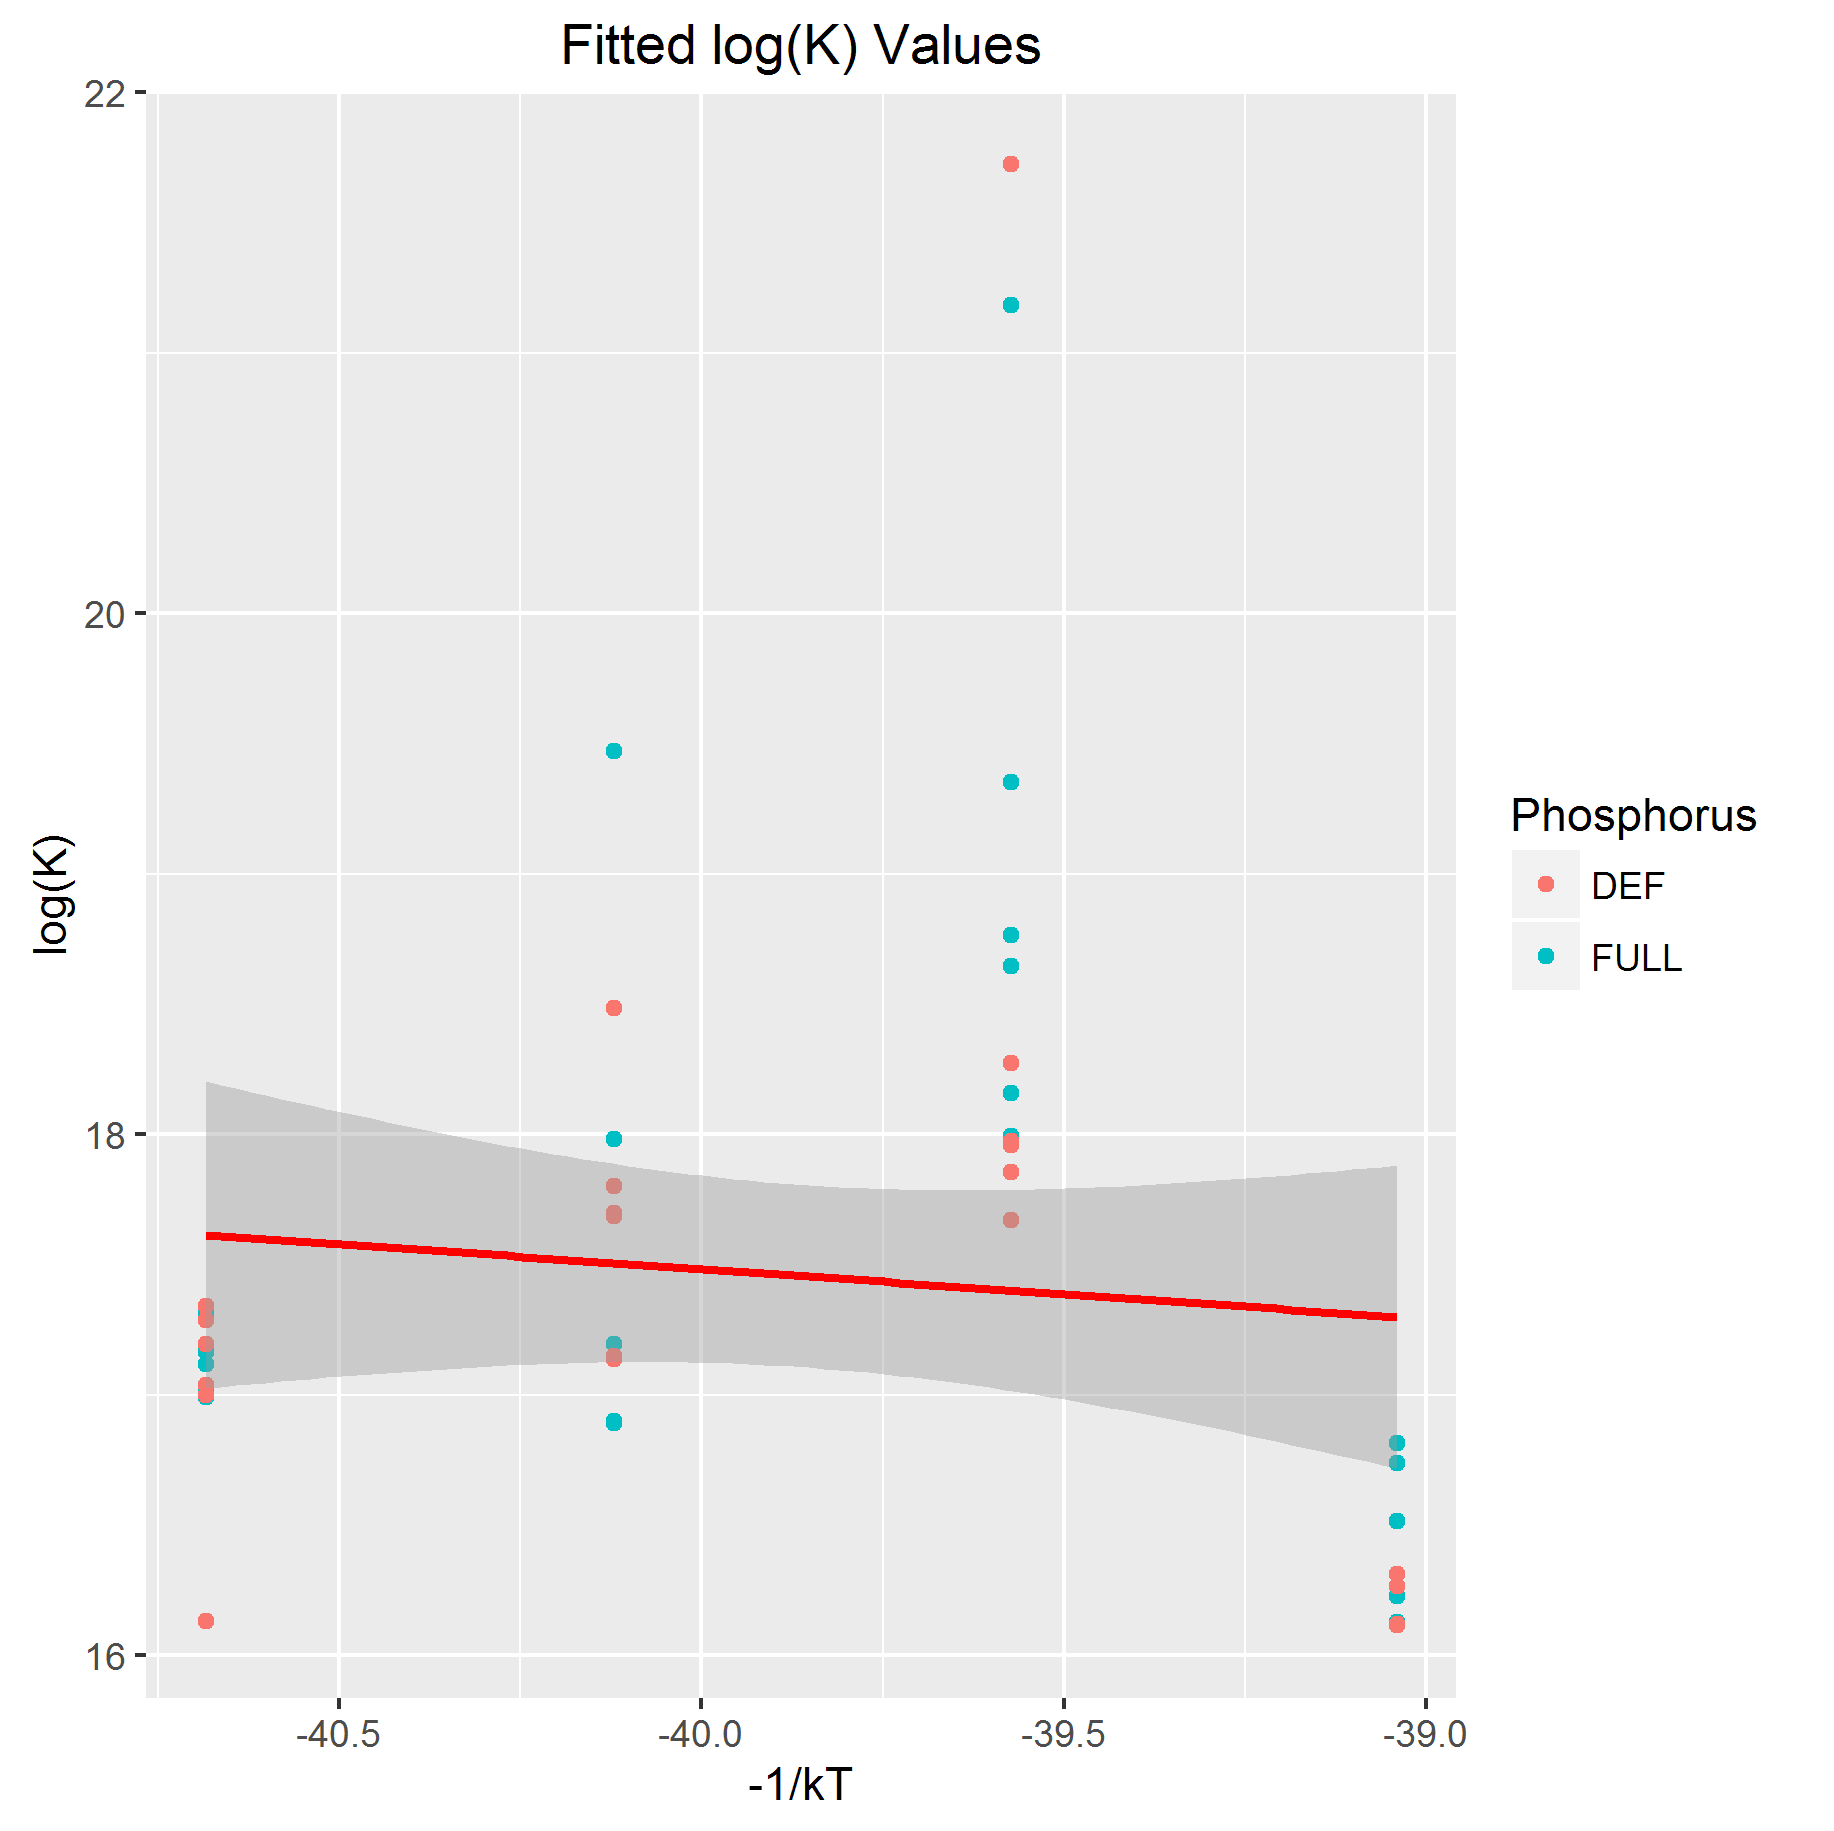 Fitted log(K) Values
22
20
18
16
log(K)
-40.5
-40.0
-39.5
-39.0
-1/kT
Phosphorus
DEF
FULL